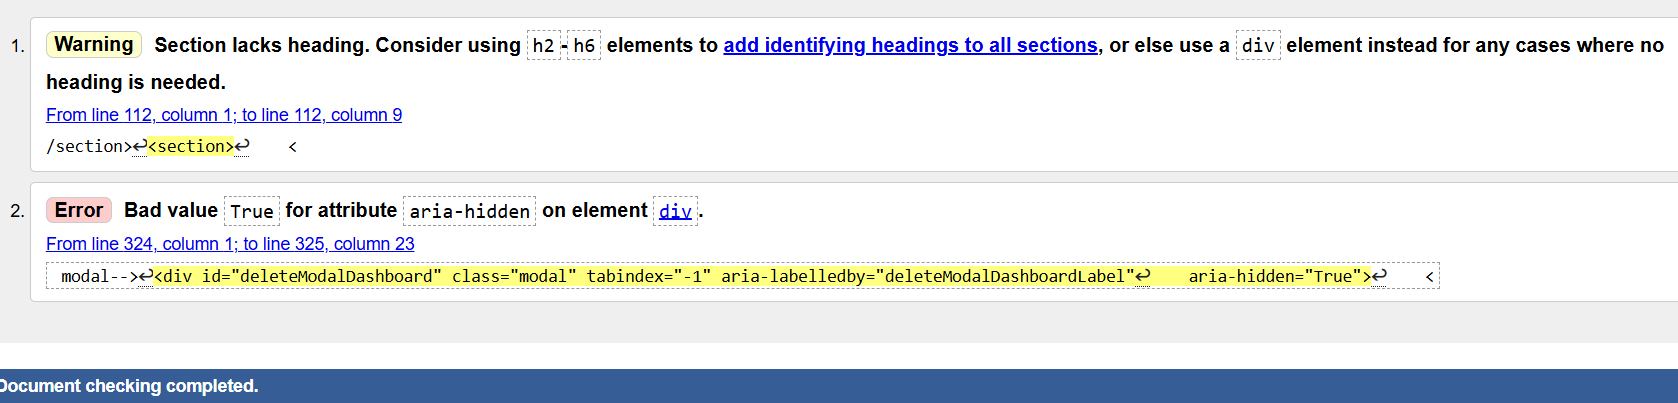 1. Warning Section lacks heading. Consider using h2-h6 elements to add identifying headings to all sections, or else use a div element instead for any cases where no
heading is needed.
From line 112, column 1; to line 112, column 9
/section>↩<section>↩    <
2. Error Bad value True for attribute aria-hidden on element div.
From line 324, column 1; to line 325, column 23
modal-->↩<div id="deleteModalDashboard" class="modal" tabindex="-1" aria-labelledby="deleteModalDashboardLabel"↩    aria-hidden="True">↩    <
Document checking completed.